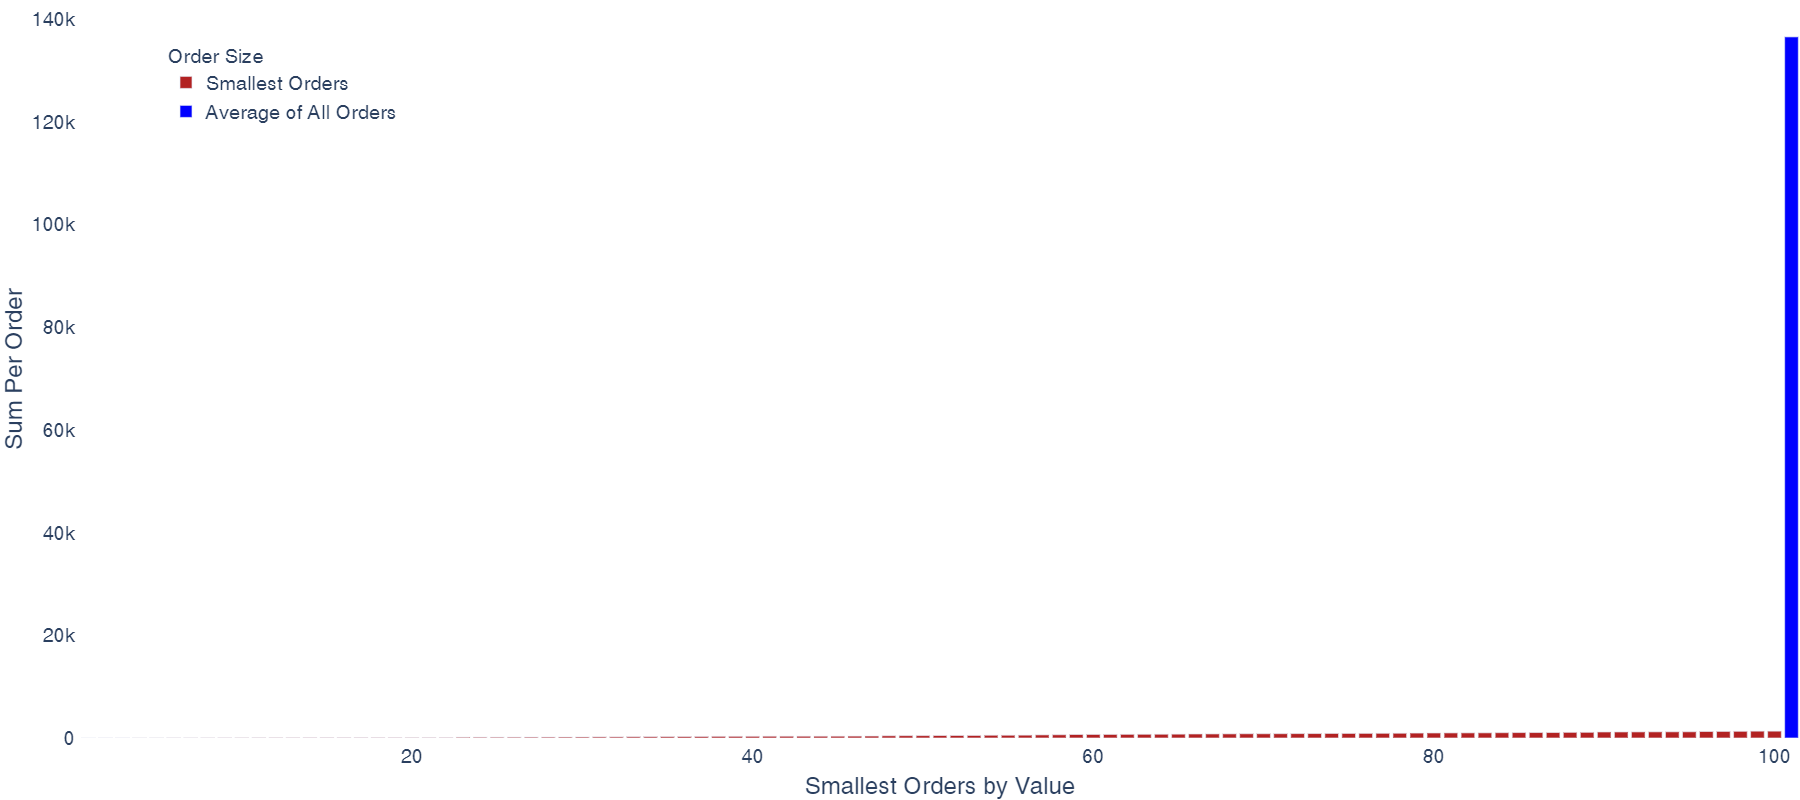 140k
Order Size
Smallest Orders
Average of All Orders
120k
100k
80k
60k
40k
20k
0
Sum Per Order
20 40 60 80 100
Smallest Orders by Value